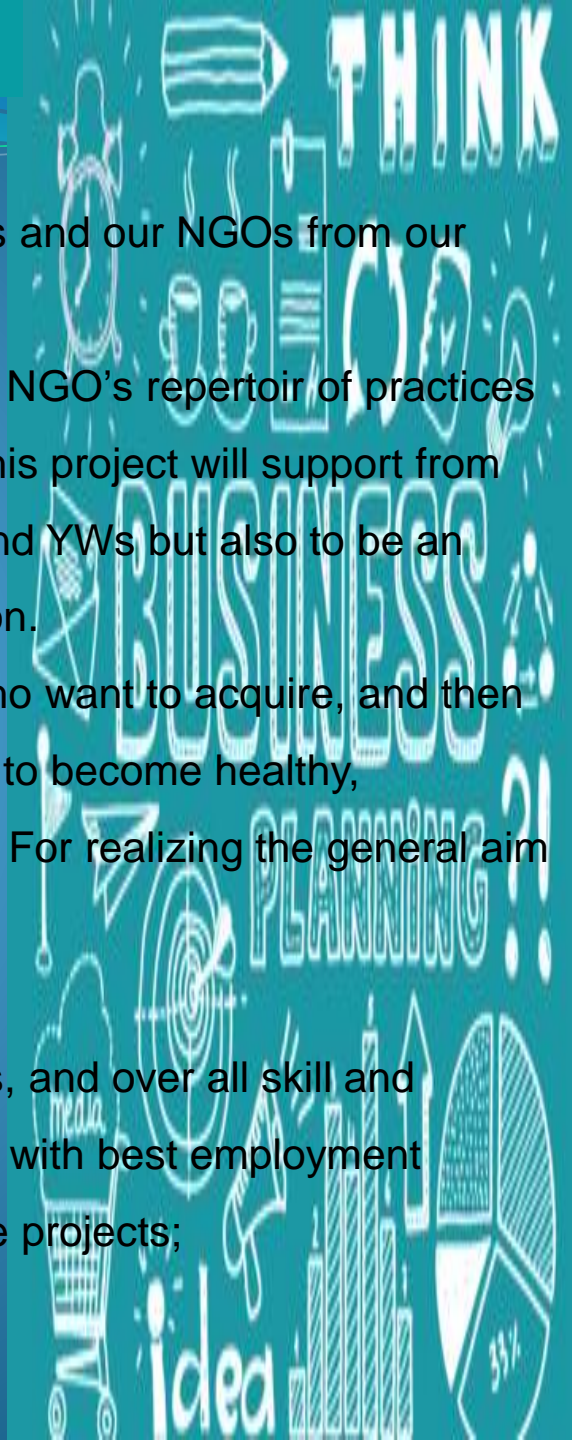 THINK
s and our NGOs from our
NGO’s repertoir of practices
his project will support from
nd YWs but also to be an
BUSINESS
on.
ho want to acquire, and then
to become healthy,
?!
For realizing the general aim
PLANNING
!
s, and over all skill and
media
with best employment
e projects;
33%
idea